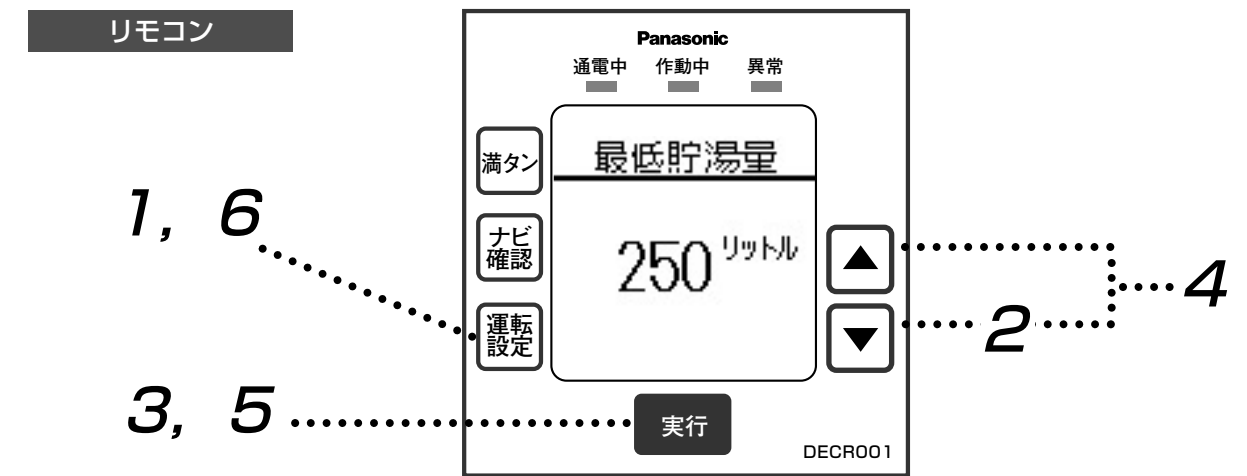 リモコン
Panasonic
通電中 作動中 異常
満タン
最低貯湯量
1, 6
ナビ
確認
250 リットル
▲
4
運転
設定
▼
2
3, 5
実行
DECR001